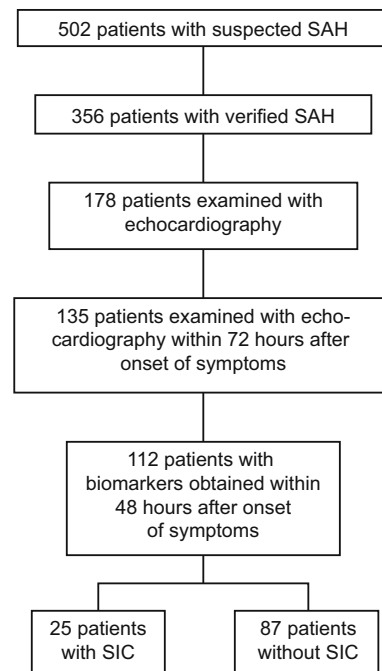 502 patients with suspected SAH
356 patients with verified SAH
178 patients examined with
echocardiography
135 patients examined with echo-
cardiography within 72 hours after
onset of symptoms
112 patients with
biomarkers obtained within
48 hours after onset
of symptoms
25 patients
with SIC
87 patients
without SIC